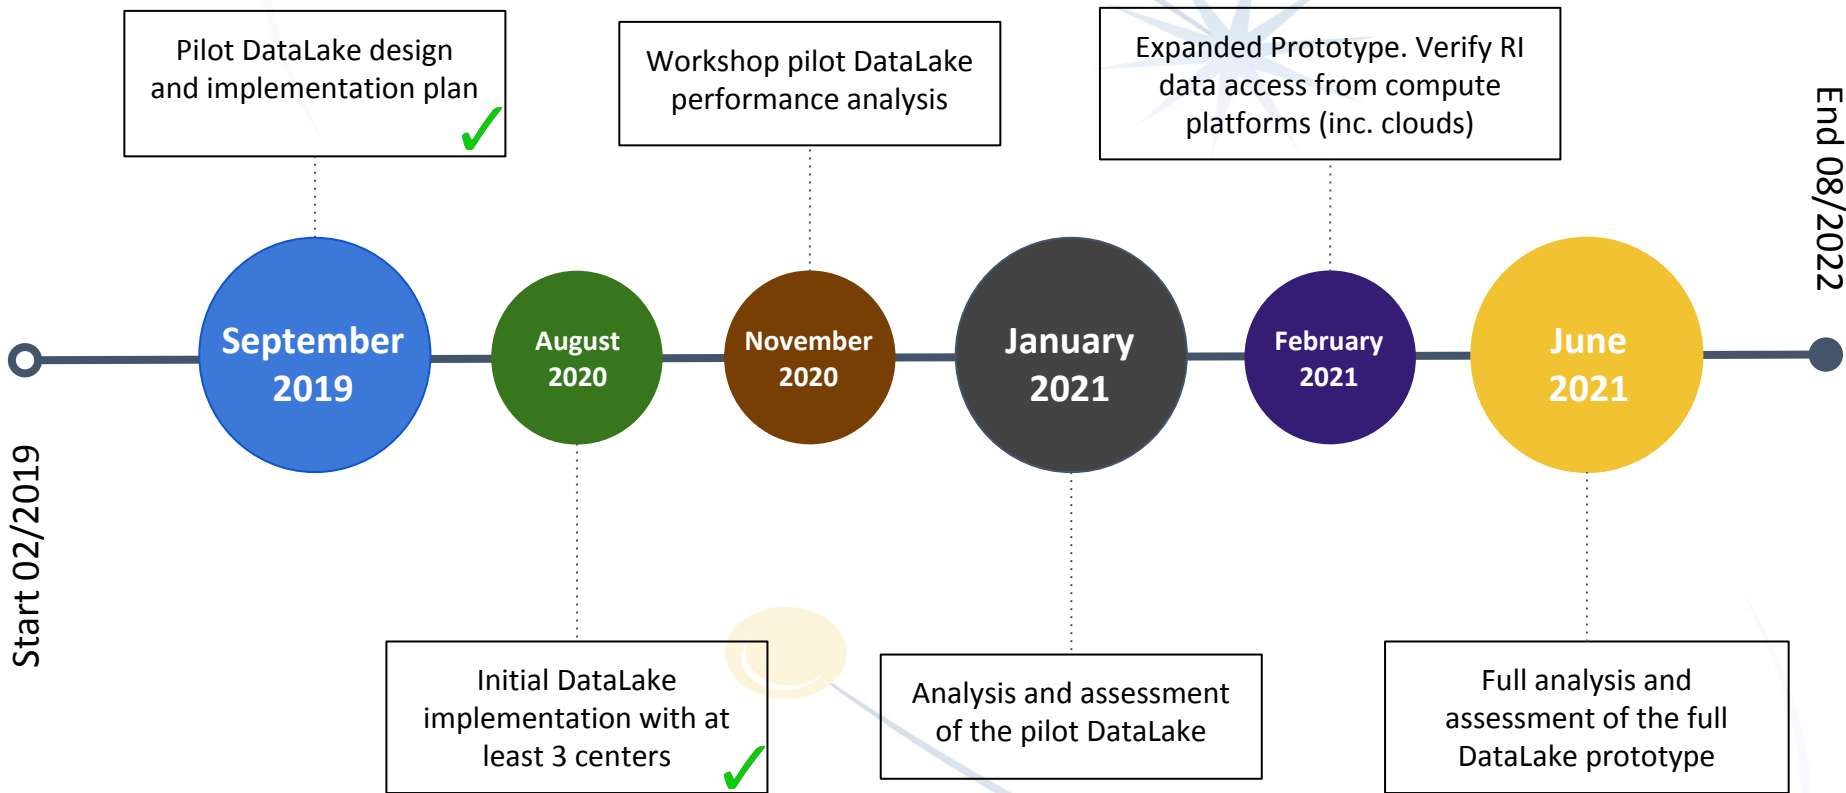 Pilot DataLake design
and implementation plan
Workshop pilot DataLake
performance analysis
Expanded Prototype. Verify RI
data access from compute
platforms (inc. clouds)
Start 02/2019
September
2019
August
2020
November
2020
January
2021
February
2021
June
2021
End 08/2022
Initial DataLake
implementation with at
least 3 centers
Analysis and assessment
of the pilot DataLake
Full analysis and
assessment of the full
DataLake prototype